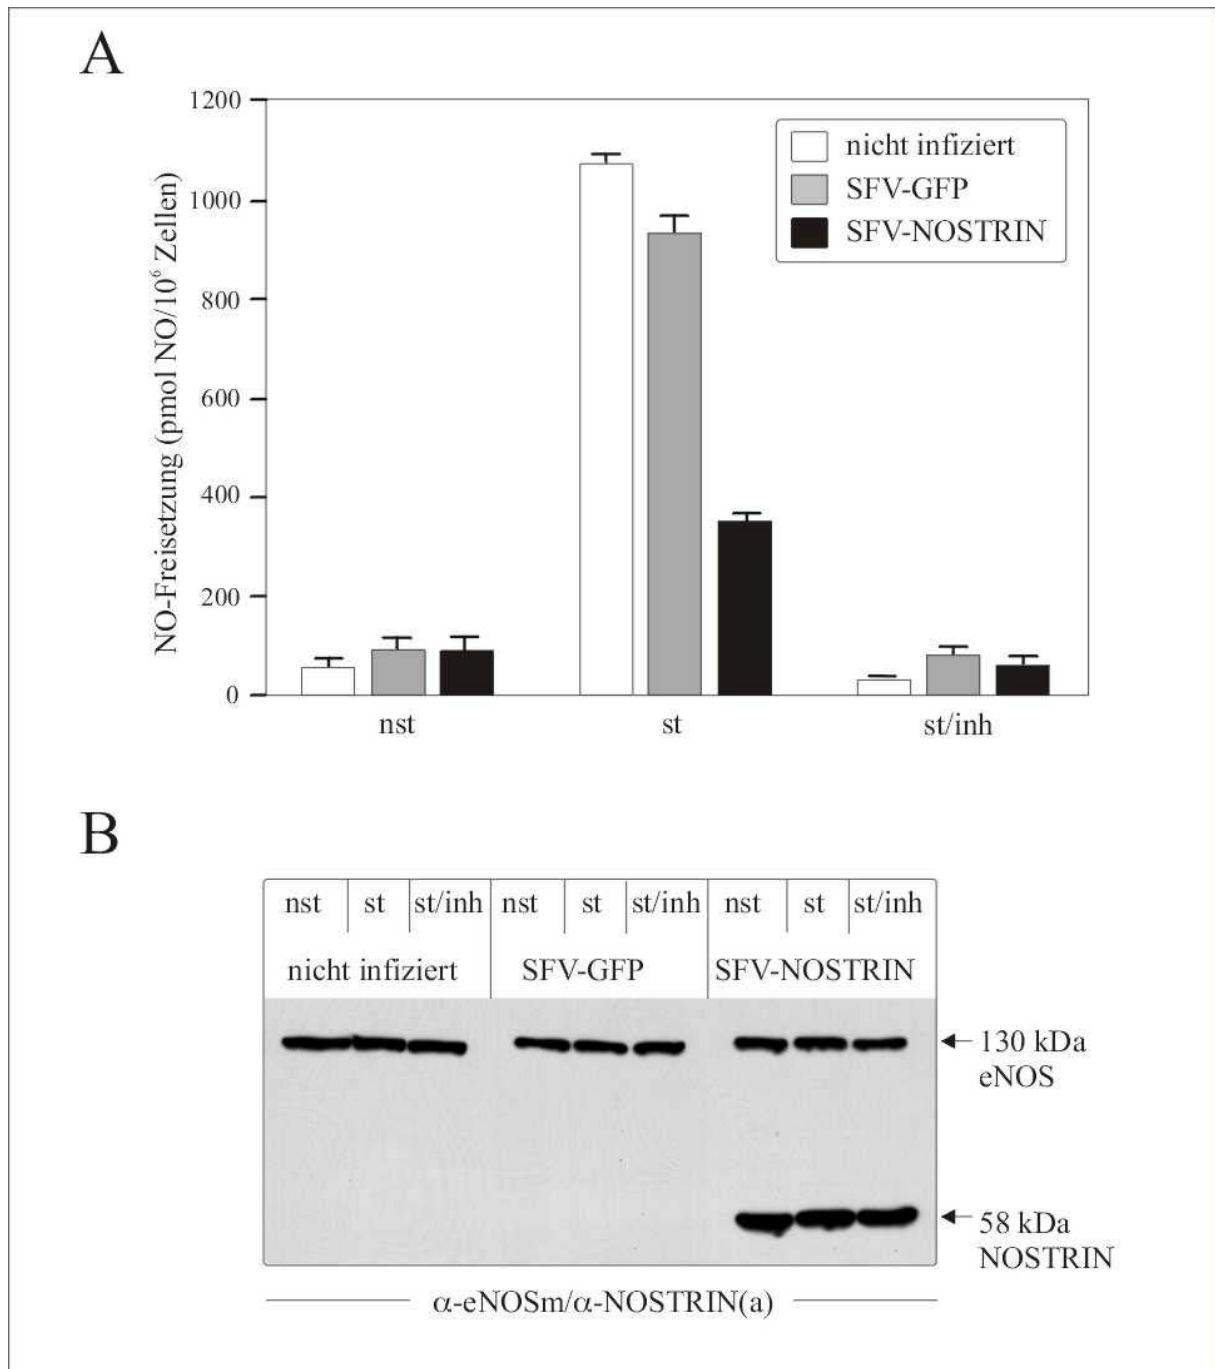 A
NO-Freisetzung (pmol NO/10⁶ Zellen)
1200
1000
800
600
400
200
0
nicht infiziert
SFV-GFP
SFV-NOSTRIN
nst
st
st/inh
B
nst st st/inh nst st st/inh nst st st/inh
nicht infiziert SFV-GFP SFV-NOSTRIN
130 kDa
eNOS
58 kDa
NOSTRIN
α-eNOSm/α-NOSTRIN(a)